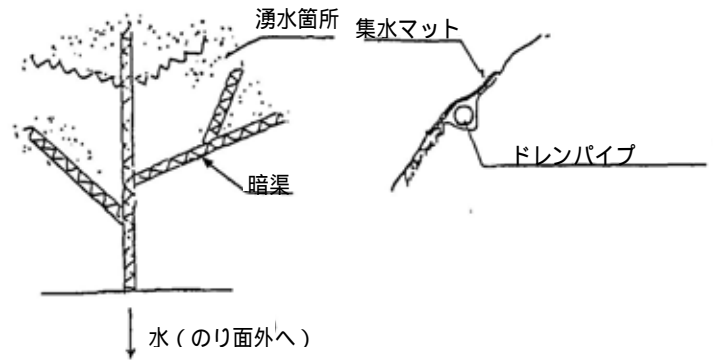 湧水箇所
集水マット
ドレンパイプ
暗渠
水(のり面外へ)